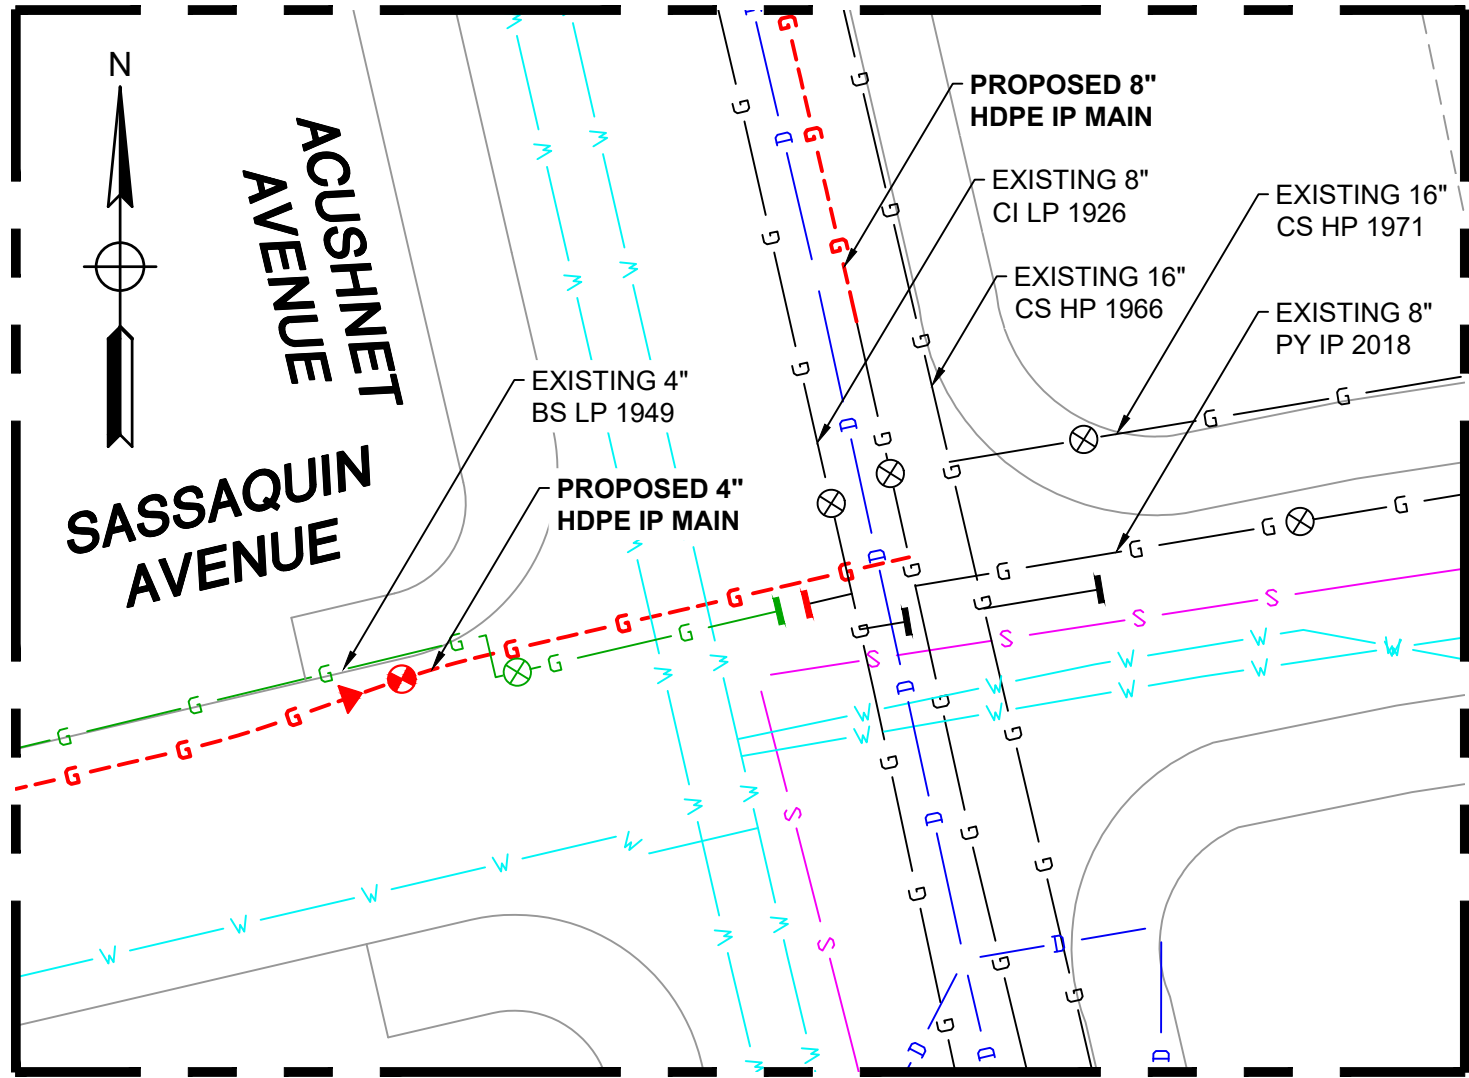 N
ACUSHNET
AVENUE
SASSAQUIN
AVENUE
PROPOSED 8"
HDPE IP MAIN
EXISTING 8"
CI LP 1926
EXISTING 16"
CS HP 1971
EXISTING 16"
CS HP 1966
EXISTING 8"
PY IP 2018
EXISTING 4"
BS LP 1949
PROPOSED 4"
HDPE IP MAIN
G G G G G G G
G G G G G
G G G G G G G G
G G G G
G G G G G G G G G
G G G G G G G
G G G G G G G G G
G G
G G G
D D D D D D D
D D D
S S S S
S S
W W W W W
W W W W W W W W
W W W W W W W W
W W W
W W W